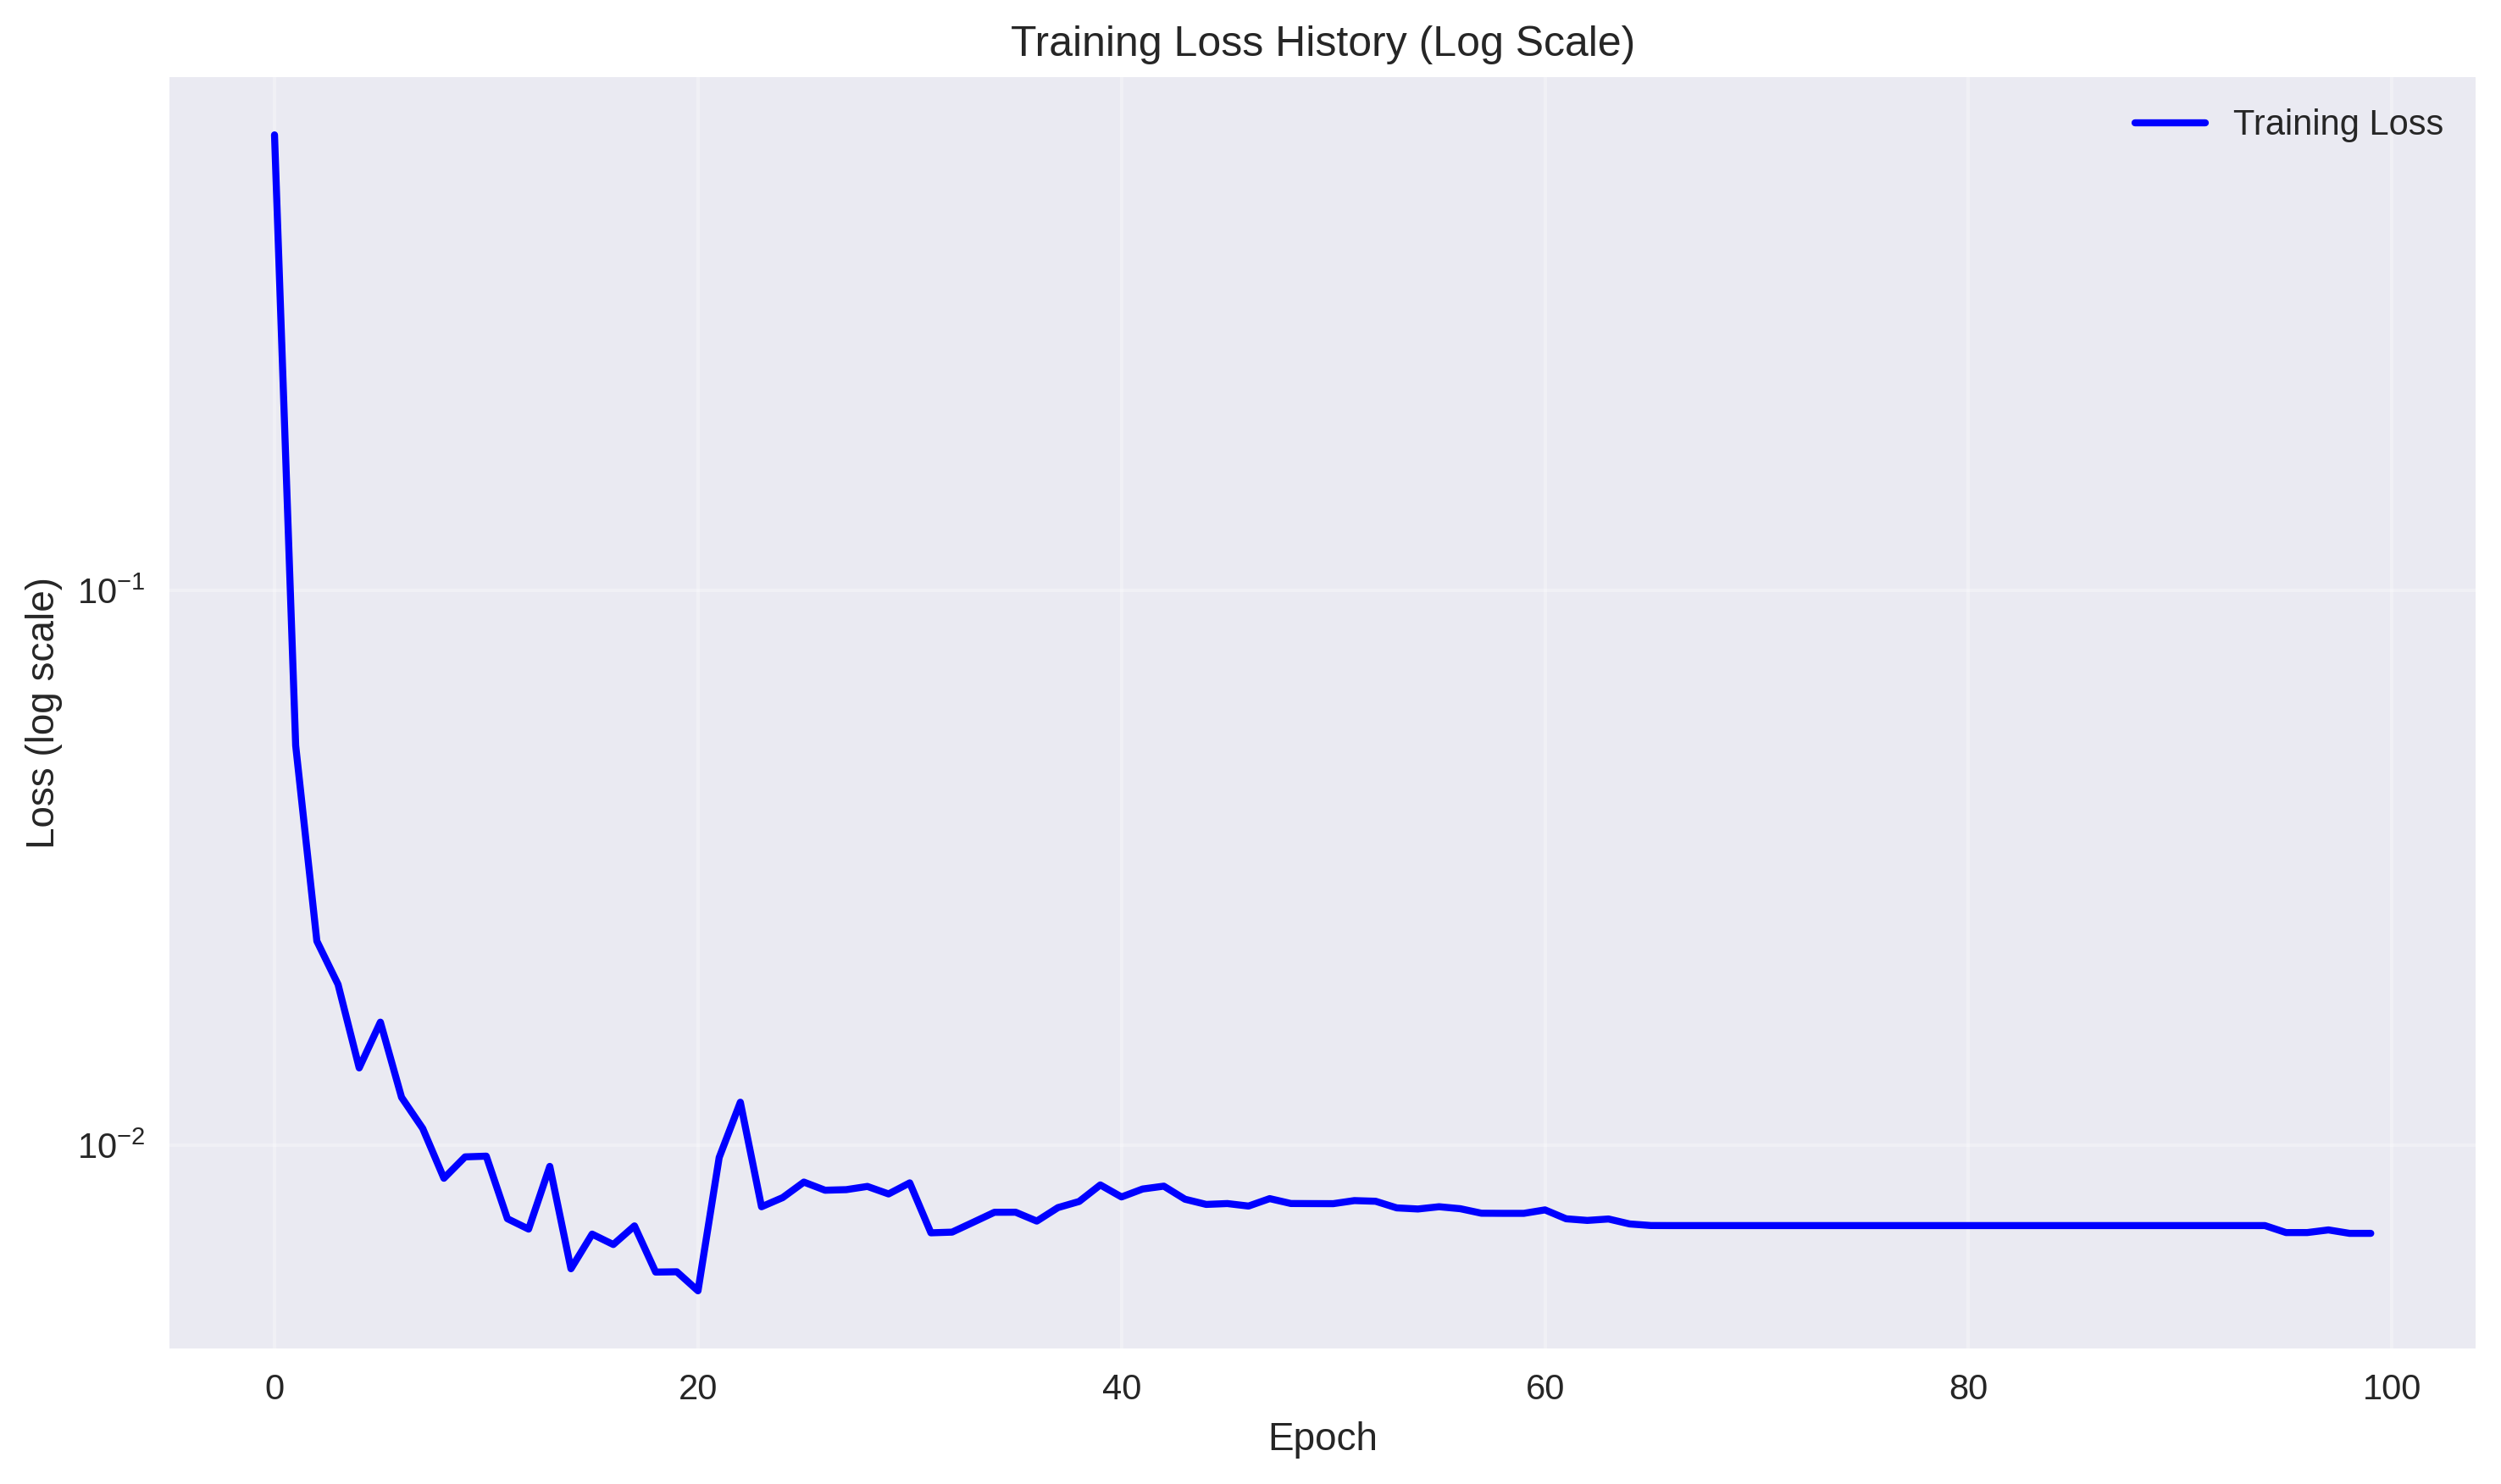 Training Loss History (Log Scale)
Training Loss
Loss (log scale)
10⁻¹
10⁻²
0 20 40 60 80 100
Epoch